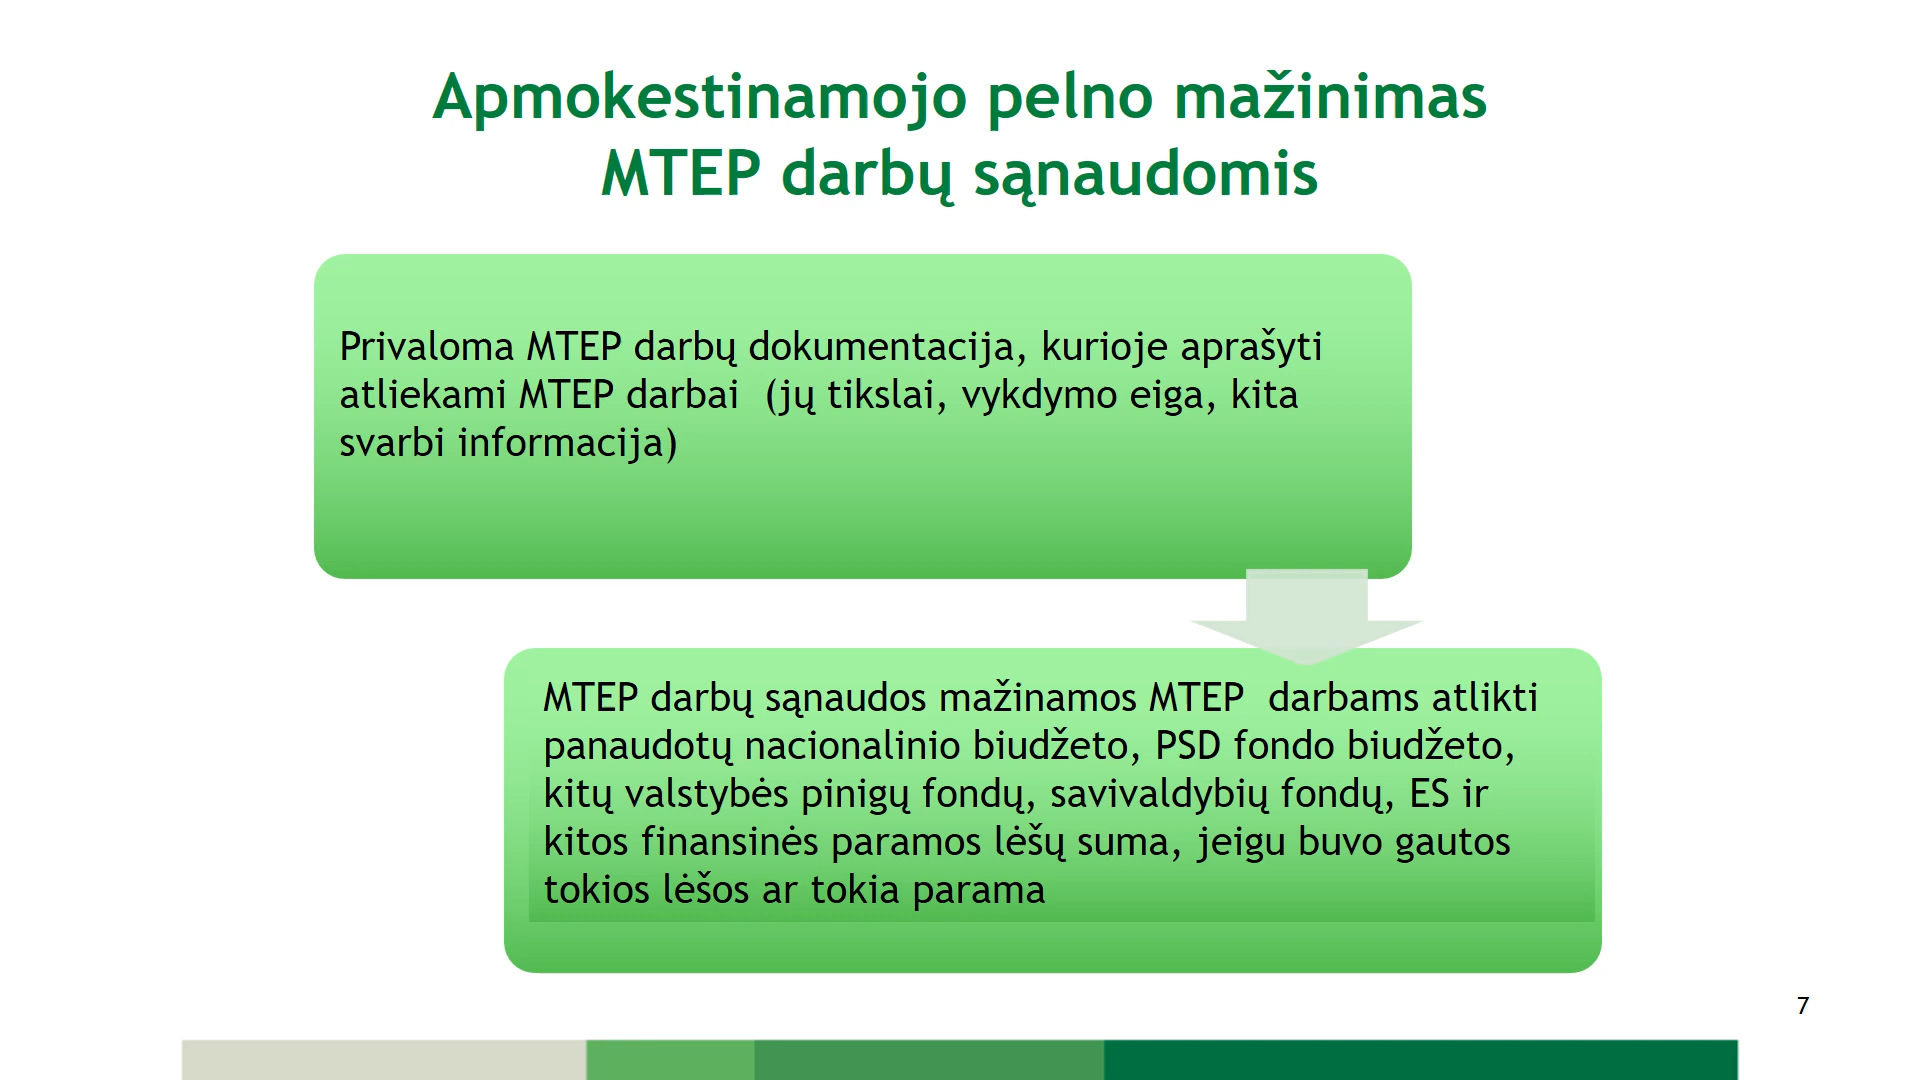 Apmokestinamojo pelno mažinimas
MTEP darbų sąnaudomis
Privaloma MTEP darbų dokumentacija, kurioje aprašyti
atliekami MTEP darbai  (jų tikslai, vykdymo eiga, kita
svarbi informacija)
MTEP darbų sąnaudos mažinamos MTEP  darbams atlikti
panaudotų nacionalinio biudžeto, PSD fondo biudžeto,
kitų valstybės pinigų fondų, savivaldybių fondų, ES ir
kitos finansinės paramos lėšų suma, jeigu buvo gautos
tokios lėšos ar tokia parama
7